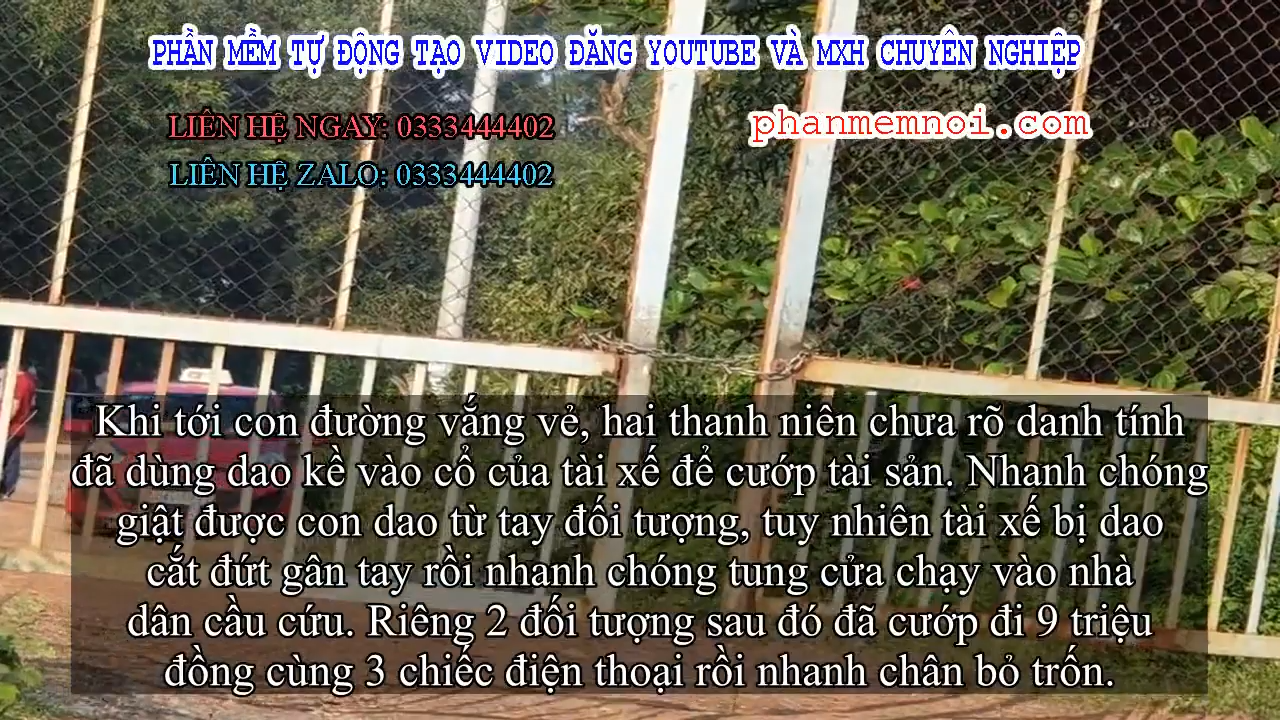 PHẦN MỀM TỰ ĐỘNG TẠO VIDEO ĐĂNG YOUTUBE VÀ MXH CHUYÊN NGHIỆP
LIÊN HỆ NGAY: 0333444402
phanmemnoi.com
LIÊN HỆ ZALO: 0333444402
Khi tới con đường vắng vẻ, hai thanh niên chưa rõ danh tính
đã dùng dao kề vào cổ của tài xế để cướp tài sản. Nhanh chóng
giật được con dao từ tay đối tượng, tuy nhiên tài xế bị dao
cắt đứt gân tay rồi nhanh chóng tung cửa chạy vào nhà
dân cầu cứu. Riêng 2 đối tượng sau đó đã cướp đi 9 triệu
đồng cùng 3 chiếc điện thoại rồi nhanh chân bỏ trốn.